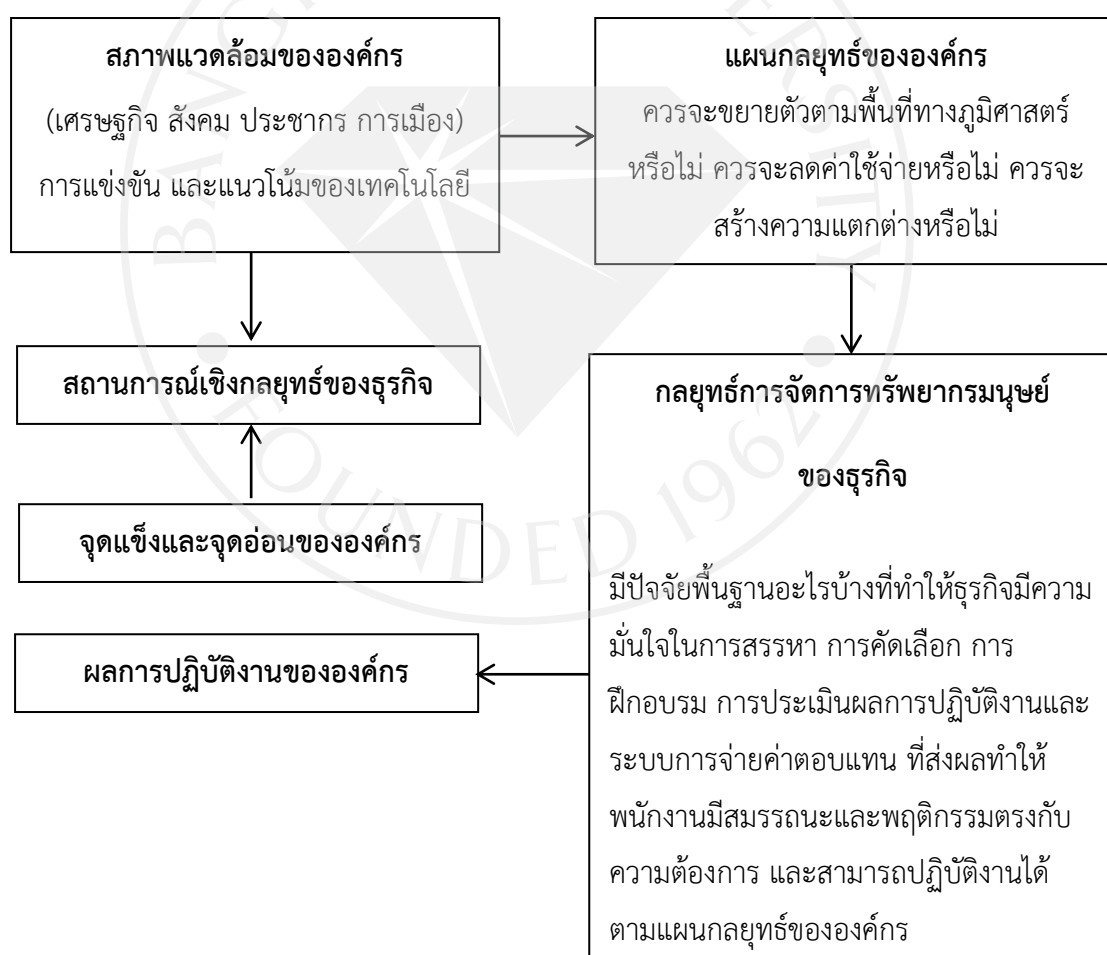 สภาพแวดล้อมขององค์กร
(เศรษฐกิจ สังคม ประชากร การเมือง)
การแข่งขัน และแนวโน้มของเทคโนโลยี
แผนกลยุทธ์ขององค์กร
ควรจะขยายตัวตามพื้นที่ทางภูมิศาสตร์
หรือไม่ ควรจะลดค่าใช้จ่ายหรือไม่ ควรจะ
สร้างความแตกต่างหรือไม่
สถานการณ์เชิงกลยุทธ์ของธุรกิจ
จุดแข็งและจุดอ่อนขององค์กร
ผลการปฏิบัติงานขององค์กร
กลยุทธ์การจัดการทรัพยากรมนุษย์
ของธุรกิจ
มีปัจจัยพื้นฐานอะไรบ้างที่ทำให้ธุรกิจมีความ
มั่นใจในการสรรหา การคัดเลือก การ
ฝึกอบรม การประเมินผลการปฏิบัติงานและ
ระบบการจ่ายค่าตอบแทน ที่ส่งผลทำให้
พนักงานมีสมรรถนะและพฤติกรรมตรงกับ
ความต้องการ และสามารถปฏิบัติงานได้
ตามแผนกลยุทธ์ขององค์กร
FOUNDED 1962